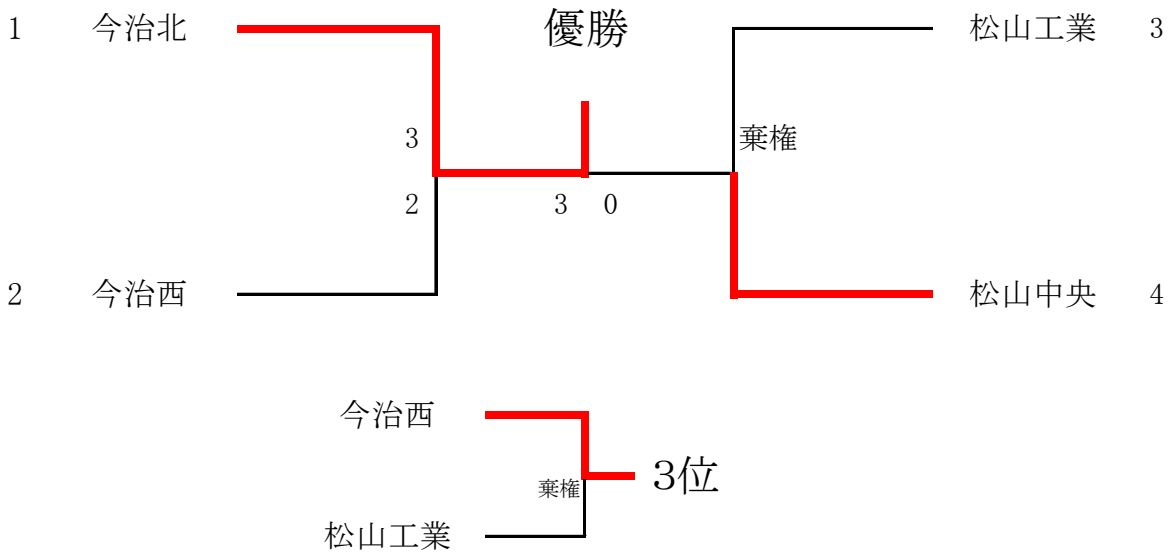 1 今治北 優勝 松山工業 3
3 棄権
2 3 0
2 今治西 松山中央 4
今治西
3位
棄権
松山工業